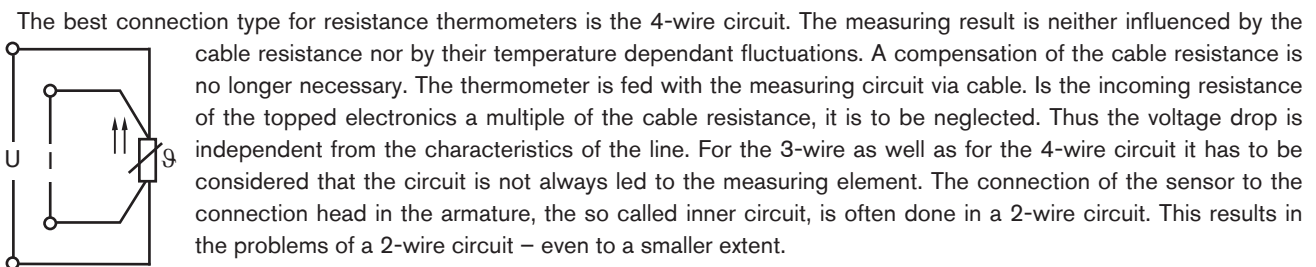 The best connection type for resistance thermometers is the 4-wire circuit. The measuring result is neither influenced by the
cable resistance nor by their temperature dependant fluctuations. A compensation of the cable resistance is
no longer necessary. The thermometer is fed with the measuring circuit via cable. Is the incoming resistance
of the topped electronics a multiple of the cable resistance, it is to be neglected. Thus the voltage drop is
independent from the characteristics of the line. For the 3-wire as well as for the 4-wire circuit it has to be
considered that the circuit is not always led to the measuring element. The connection of the sensor to the
connection head in the armature, the so called inner circuit, is often done in a 2-wire circuit. This results in
the problems of a 2-wire circuit – even to a smaller extent.
U I ϑ